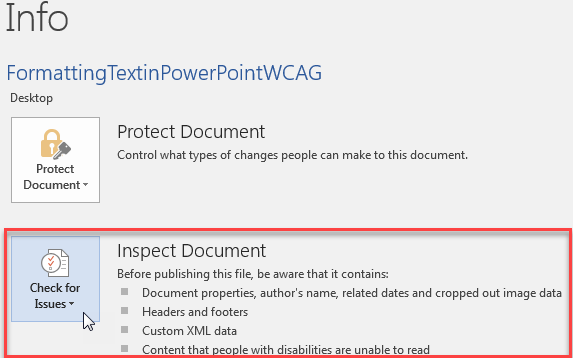 Info
FormattingTextinPowerPointWCAG
Desktop
Protect Document
Control what types of changes people can make to this document.
Protect
Document
Inspect Document
Before publishing this file, be aware that it contains:
Document properties, author's name, related dates and cropped out image data
Headers and footers
Custom XML data
Content that people with disabilities are unable to read
Check for
Issues